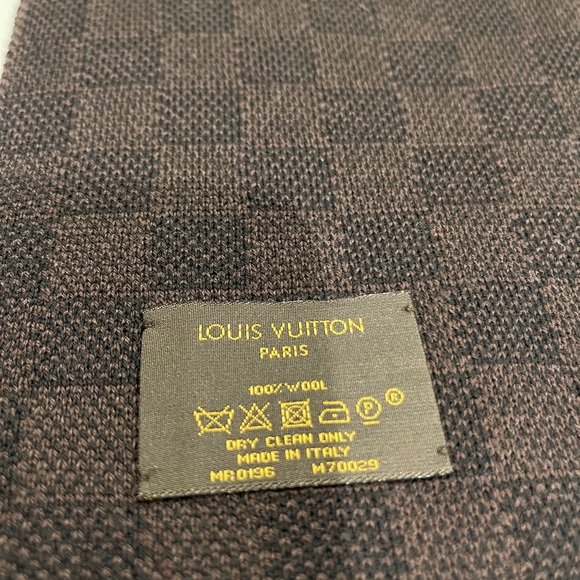 LOUIS VUITTON
PARIS
100% WOOL
P ®
DRY CLEAN ONLY
MADE IN ITALY
MR0196 M70029